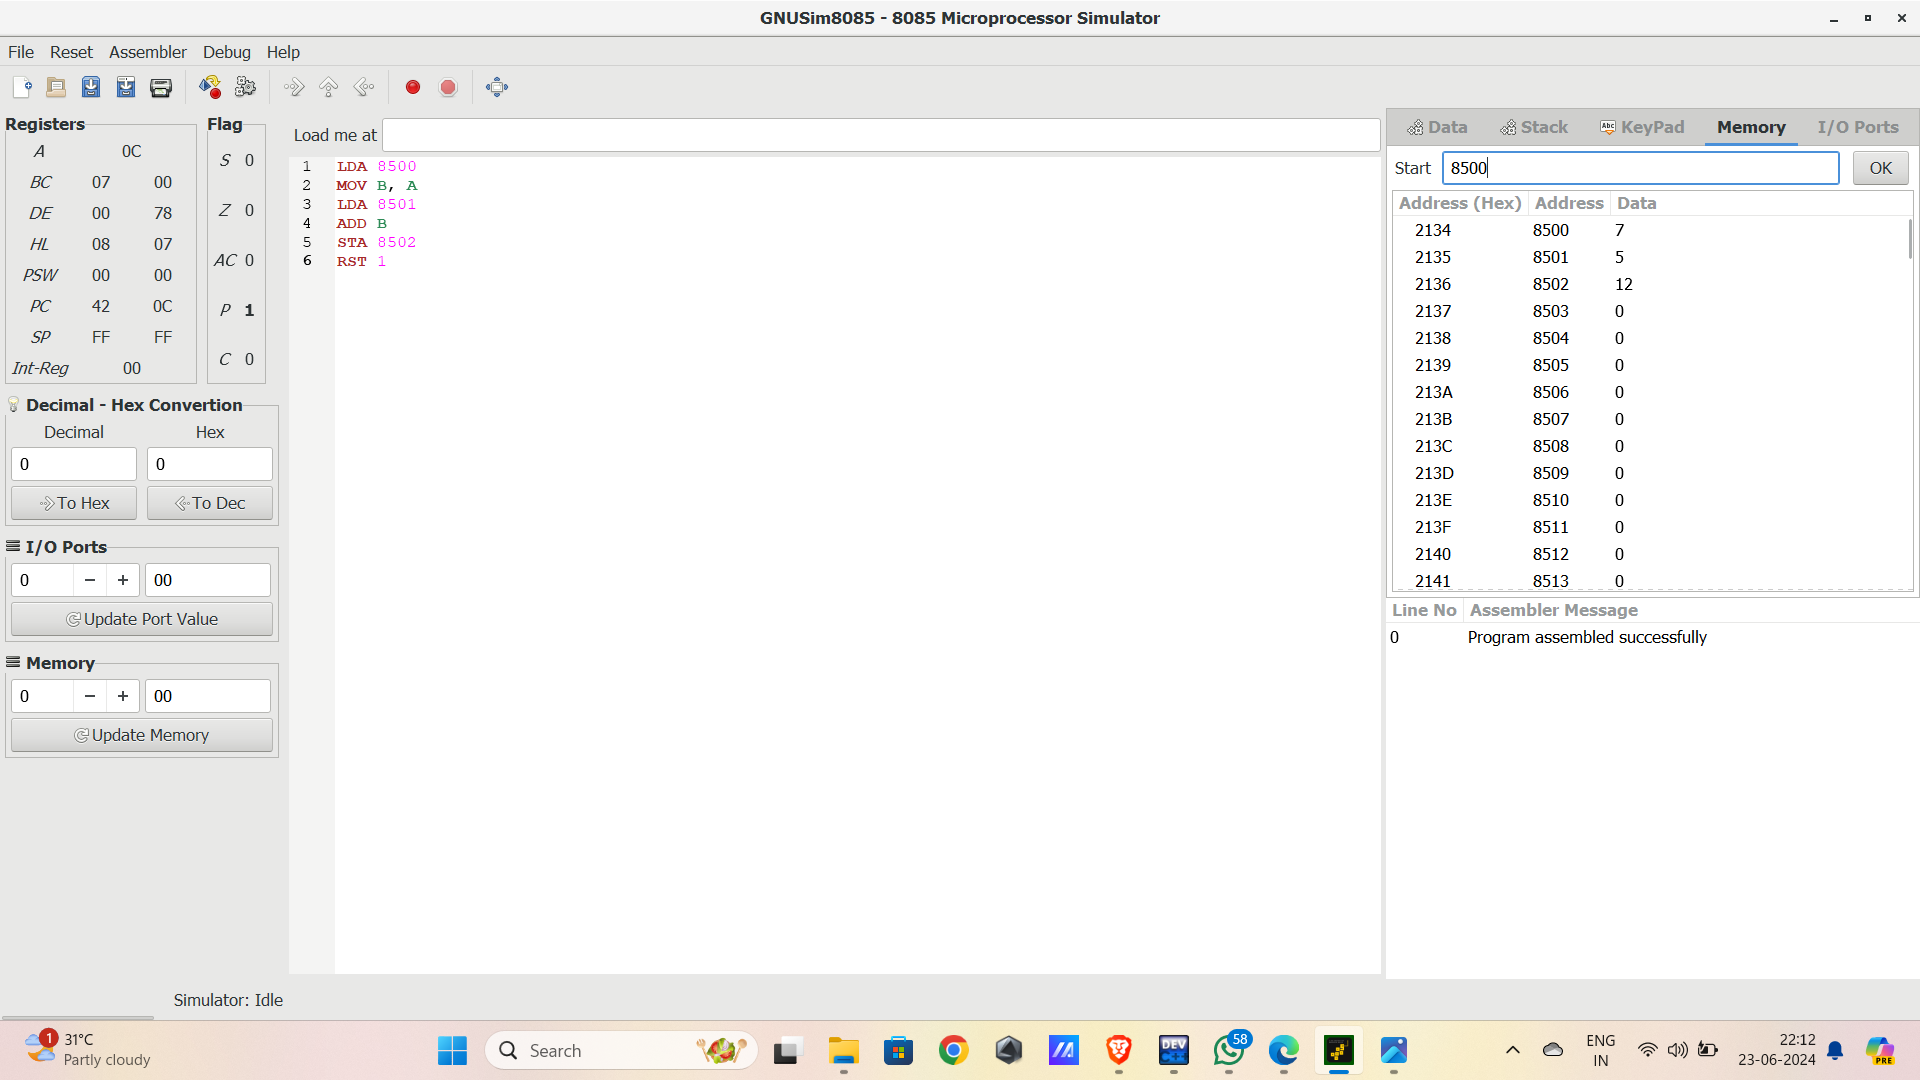 GNUSim8085 - 8085 Microprocessor Simulator
File Reset Assembler Debug Help
Registers
A 0C
BC 07 00
DE 00 78
HL 08 07
PSW 00 00
PC 42 0C
SP FF FF
Int-Reg 00
Flag
S 0
Z 0
AC 0
P 1
C 0
Decimal - Hex Convertion
Decimal Hex
0 0
To Hex To Dec
I/O Ports
0 − + 00
Update Port Value
Memory
0 − + 00
Update Memory
Load me at
1 LDA 8500
2 MOV B, A
3 LDA 8501
4 ADD B
5 STA 8502
6 RST 1
Data Stack Abc KeyPad Memory I/O Ports
Start 8500 OK
Address (Hex) Address Data
2134 8500 7
2135 8501 5
2136 8502 12
2137 8503 0
2138 8504 0
2139 8505 0
213A 8506 0
213B 8507 0
213C 8508 0
213D 8509 0
213E 8510 0
213F 8511 0
2140 8512 0
2141 8513 0
Line No Assembler Message
0 Program assembled successfully
Simulator: Idle
1
31°C
Partly cloudy
Search
DEV
58
ENG
IN
22:12
23-06-2024
PRE